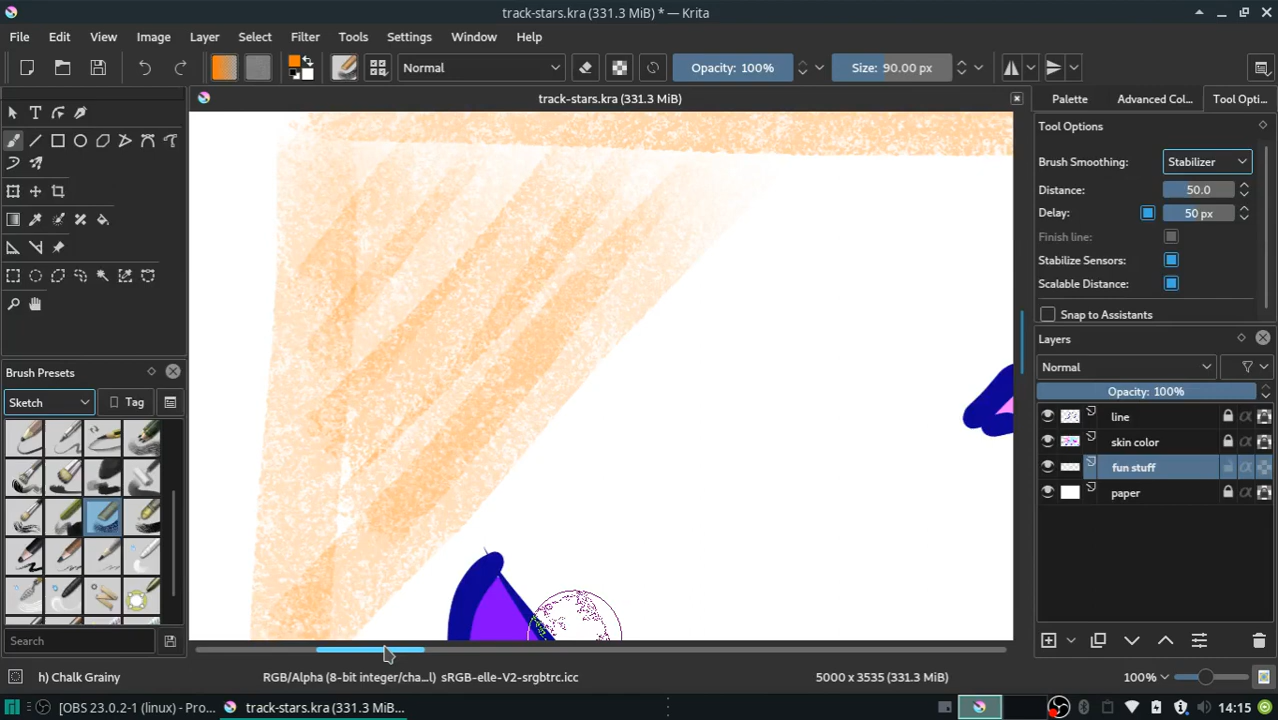 track-stars.kra (331.3 MiB) * — Krita
File Edit View Image Layer Select Filter Tools Settings Window Help
Normal Opacity: 100% Size: 90.00 px
track-stars.kra (331.3 MiB)
Palette Advanced Col... Tool Opti...
Tool Options
Brush Smoothing: Stabilizer
Distance: 50.0
Delay: 50 px
Finish line:
Stabilize Sensors:
Scalable Distance:
Snap to Assistants
Layers
Normal
Opacity: 100%
line
skin color
fun stuff
paper
Brush Presets
Sketch Tag
Search
h) Chalk Grainy RGB/Alpha (8-bit integer/cha...l) sRGB-elle-V2-srgbtrc.icc 5000 x 3535 (331.3 MiB) 100%
[OBS 23.0.2-1 (linux) - Pro... track-stars.kra (331.3 MiB... 14:15